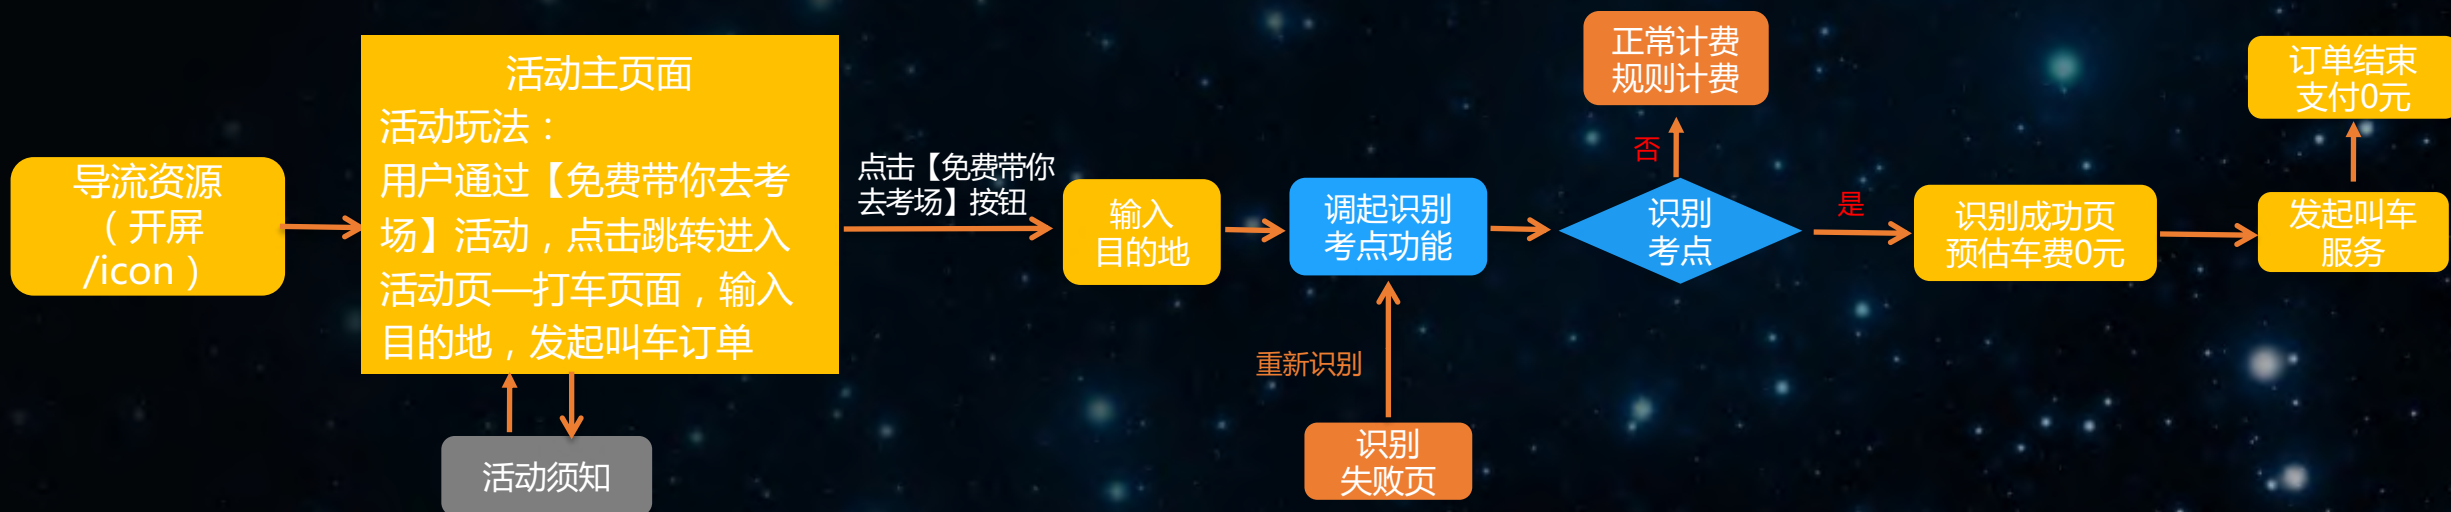 导流资源
（开屏
/icon）
活动主页面
活动玩法：
用户通过【免费带你去考
场】活动，点击跳转进入
活动页—打车页面，输入
目的地，发起叫车订单
活动须知
点击【免费带你
去考场】按钮
输入
目的地
调起识别
考点功能
重新识别
识别
失败页
识别
考点
否
正常计费
规则计费
是
识别成功页
预估车费0元
发起叫车
服务
订单结束
支付0元